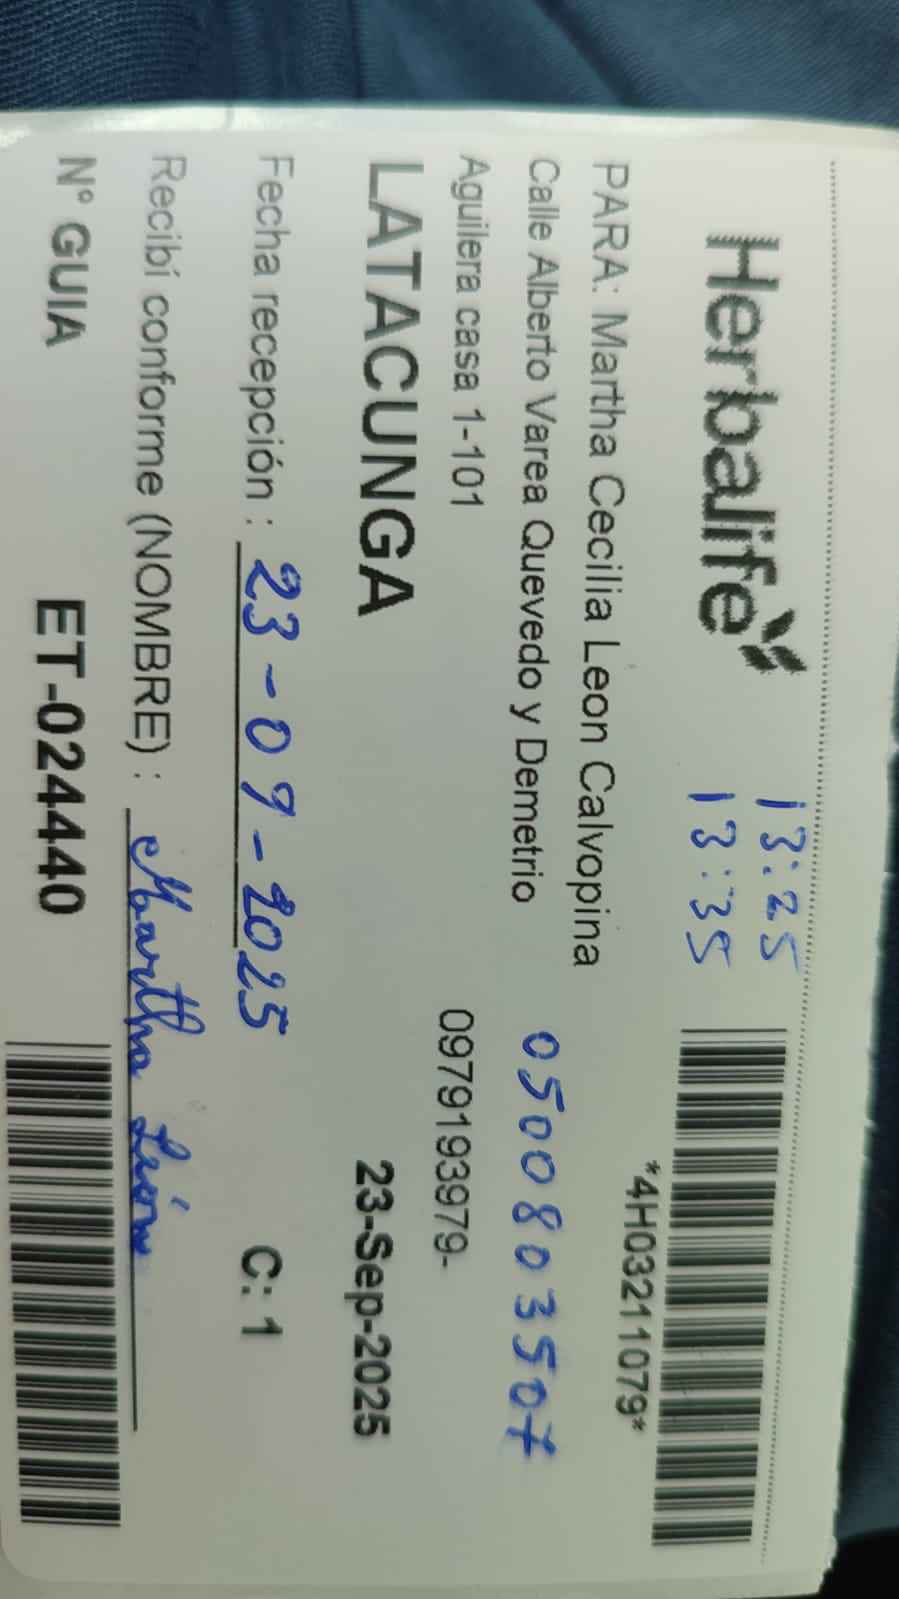 Herbalife
13:25
13:35
*4H03211079*
PARA: Martha Cecilia Leon Calvopina
Calle Alberto Varea Quevedo y Demetrio
0500803507
Aguilera casa 1-101
0979193979-
LATACUNGA
23-Sep-2025
Fecha recepción : 23-09-2025
C: 1
Recibí conforme (NOMBRE) : Martha León
Nº GUIA
ET-024440